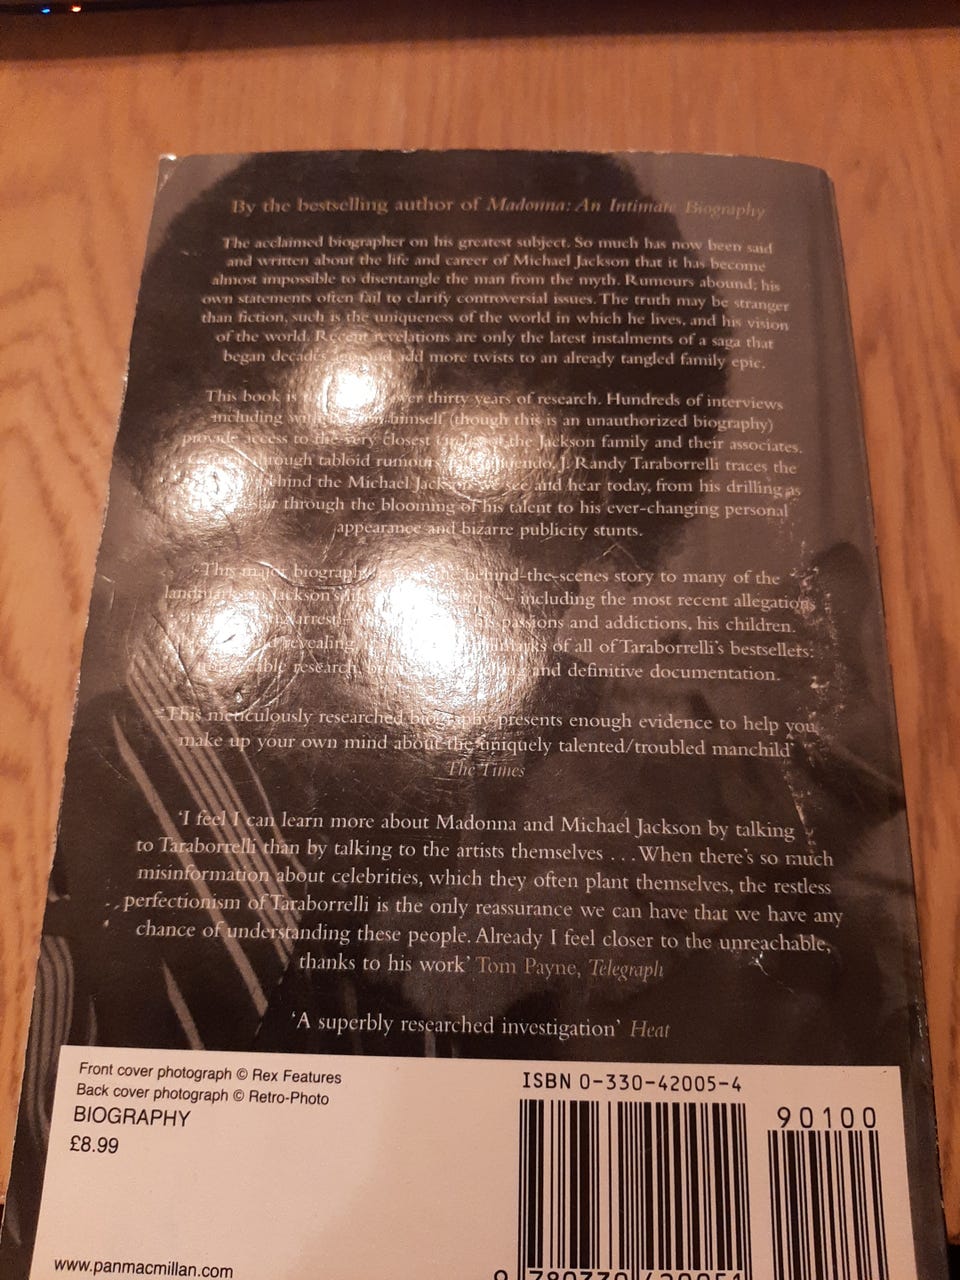 By the bestselling author of Madonna: An Intimate Biography
The acclaimed biographer on his greatest subject. So much has now been said
and written about the life and career of Michael Jackson that it has become
almost impossible to disentangle the man from the myth. Rumours abound; his
own statements often fail to clarify controversial issues. The truth may be stranger
than fiction, such is the uniqueness of the world in which he lives, and his vision
of the world. Recent revelations are only the latest instalments of a saga that
began decades ago and add more twists to an already tangled family epic.
This book is over thirty years of research. Hundreds of interviews
including with himself (though this is an unauthorized biography)
provide access to the very closest the Jackson family and their associates.
through tabloid rumours J. Randy Taraborrelli traces the
behind the Michael Jackson we see and hear today, from his drilling as
star through the blooming of his talent to his ever-changing personal
appearance and bizarre publicity stunts.
This major biography the behind-the-scenes story to many of the
landmarks in Jackson's – including the most recent allegations
arrest his passions and addictions, his children.
revealing, of all of Taraborrelli's bestsellers:
research, and definitive documentation.
'This meticulously researched biography presents enough evidence to help you
make up your own mind about the uniquely talented/troubled manchild'
The Times
'I feel I can learn more about Madonna and Michael Jackson by talking
to Taraborrelli than by talking to the artists themselves ... When there's so much
misinformation about celebrities, which they often plant themselves, the restless
perfectionism of Taraborrelli is the only reassurance we can have that we have any
chance of understanding these people. Already I feel closer to the unreachable,
thanks to his work' Tom Payne, Telegraph
'A superbly researched investigation' Heat
Front cover photograph © Rex Features
Back cover photograph © Retro-Photo
BIOGRAPHY
£8.99
www.panmacmillan.com
ISBN 0-330-42005-4
90100
9 780330 420051